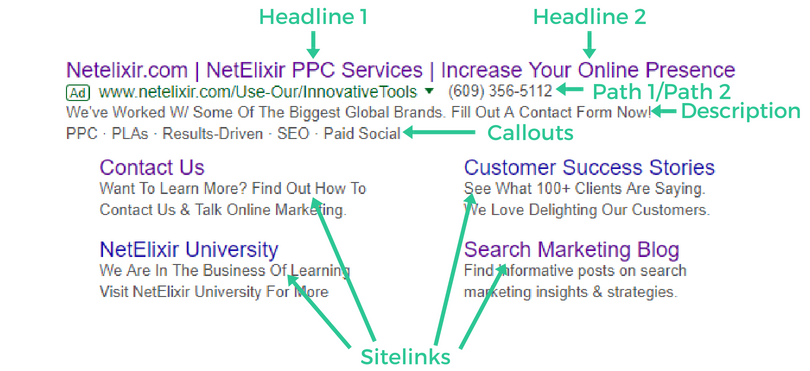 Headline 1
Headline 2
Netelixir.com | NetElixir PPC Services | Increase Your Online Presence
Ad www.netelixir.com/Use-Our/InnovativeTools (609) 356-5112
Path 1/Path 2
We've Worked W/ Some Of The Biggest Global Brands. Fill Out A Contact Form Now!
Description
PPC · PLAs · Results-Driven · SEO · Paid Social
Callouts
Contact Us
Want To Learn More? Find Out How To
Contact Us & Talk Online Marketing.
Customer Success Stories
See What 100+ Clients Are Saying.
We Love Delighting Our Customers.
NetElixir University
We Are In The Business Of Learning
Visit NetElixir University For More
Search Marketing Blog
Find informative posts on search
marketing insights & strategies.
Sitelinks